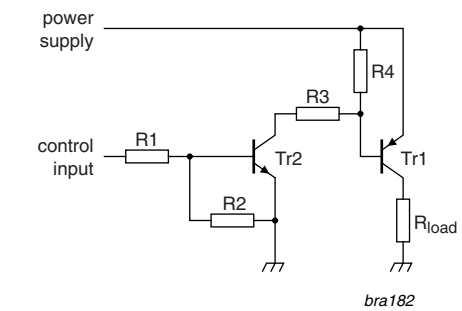 power
supply
R4
R3
control
input
R1
Tr2
Tr1
R2
Rload
bra182